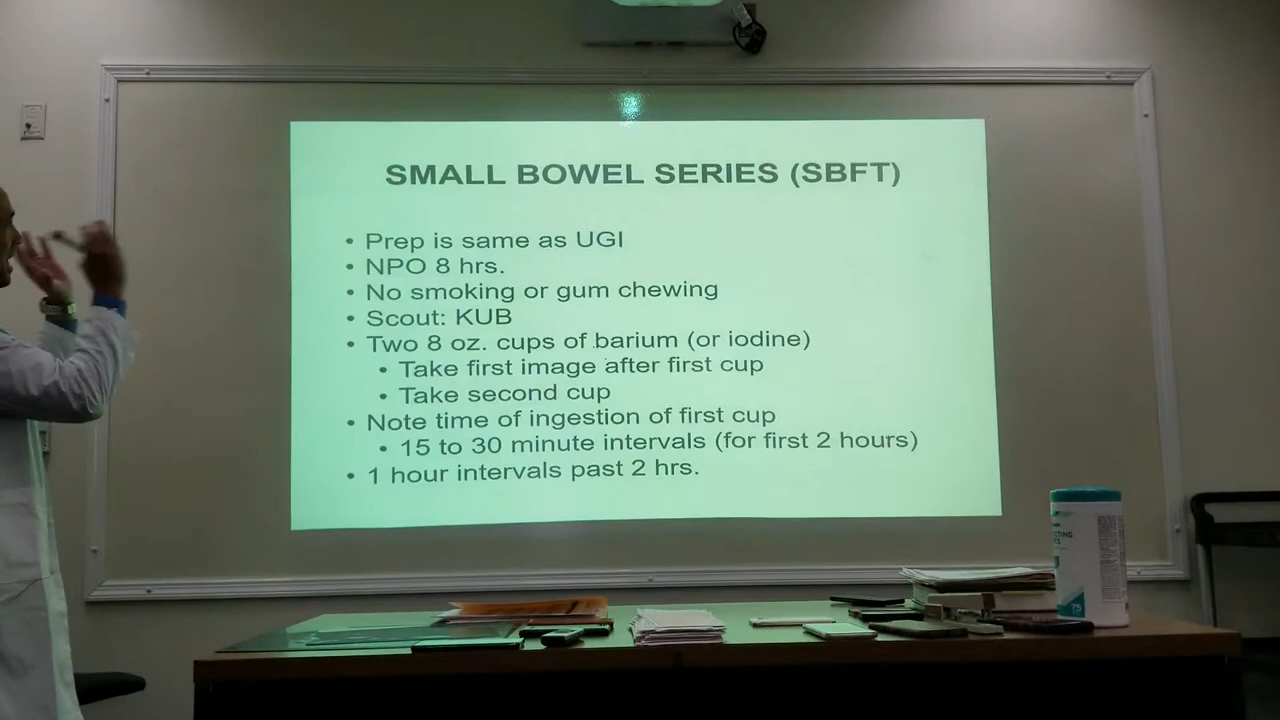 SMALL BOWEL SERIES (SBFT)
• Prep is same as UGI
• NPO 8 hrs.
• No smoking or gum chewing
• Scout: KUB
• Two 8 oz. cups of barium (or iodine)
• Take first image after first cup
• Take second cup
• Note time of ingestion of first cup
• 15 to 30 minute intervals (for first 2 hours)
• 1 hour intervals past 2 hrs.
75